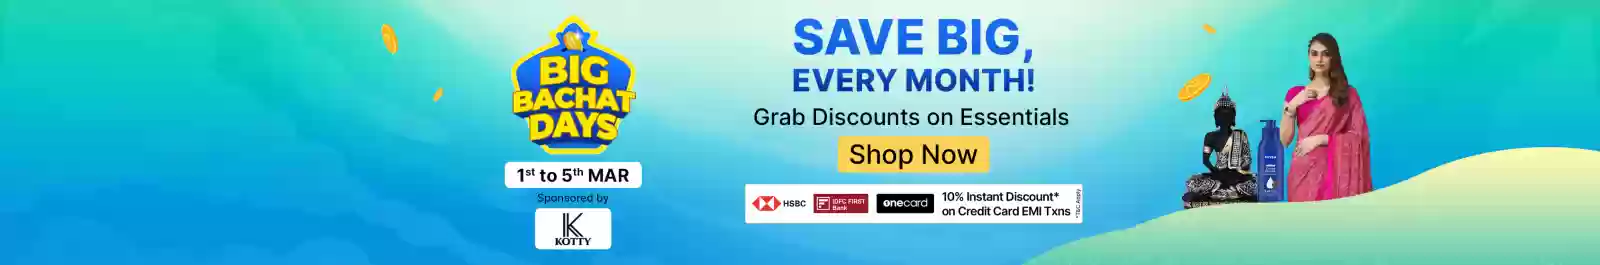 BIG
BACHAT
DAYS
1st to 5th MAR
Sponsored by
K
KOTTY
SAVE BIG,
EVERY MONTH!
Grab Discounts on Essentials
Shop Now
HSBC
IDFC FIRST
Bank
onecard
10% Instant Discount*
on Credit Card EMI Txns
*T&C Apply
NIVEA